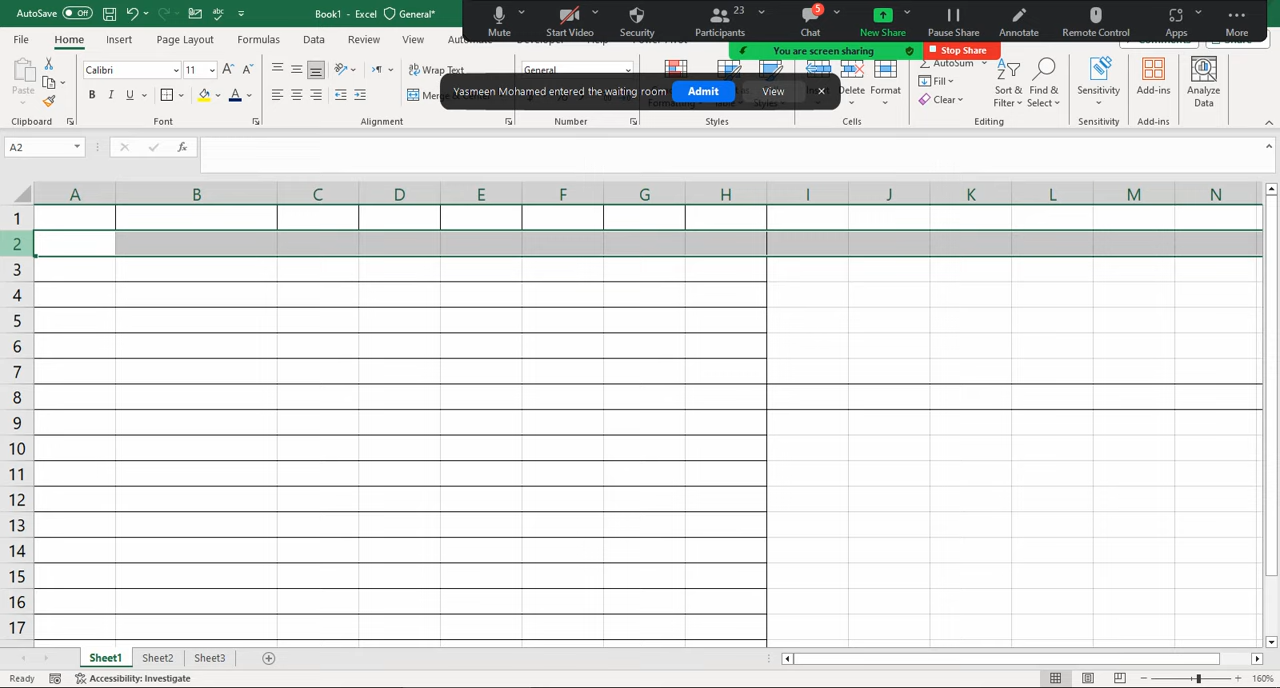 AutoSave Off
Book1 - Excel
General*
Mute
Start Video
Security
Participants
23
Chat
5
New Share
Pause Share
Annotate
Remote Control
Apps
More
You are screen sharing
Stop Share
File
Home
Insert
Page Layout
Formulas
Data
Review
View
Yasmeen Mohamed entered the waiting room
Admit
View
Paste
Calibri
11
Wrap Text
General
Delete
Format
AutoSum
Fill
Clear
Sort &
Filter
Find &
Select
Sensitivity
Add-ins
Analyze
Data
Clipboard
Font
Alignment
Number
Styles
Cells
Editing
Sensitivity
Add-ins
A2
fx
A B C D E F G H I J K L M N
1
2
3
4
5
6
7
8
9
10
11
12
13
14
15
16
17
Sheet1
Sheet2
Sheet3
Ready
Accessibility: Investigate
160%